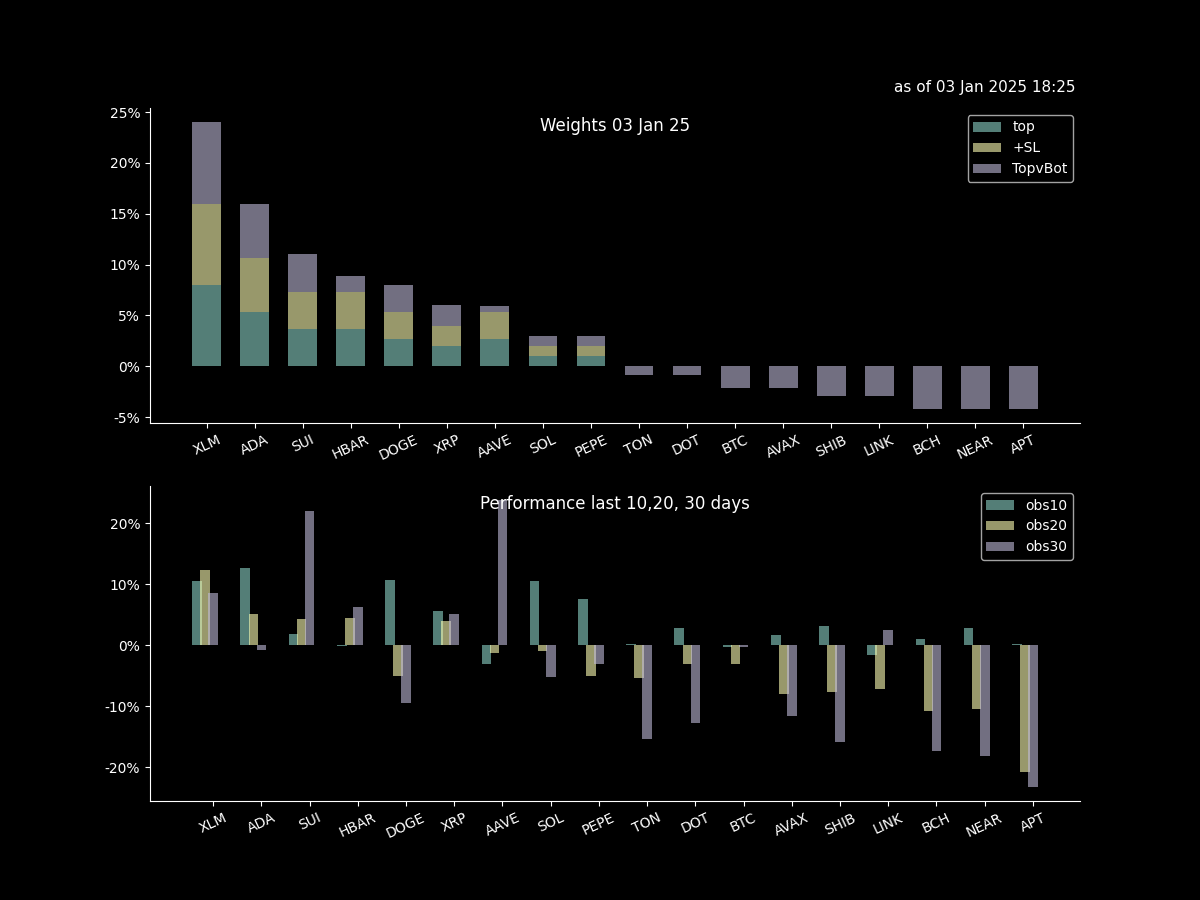 as of 03 Jan 2025 18:25
Weights 03 Jan 25
top
+SL
TopvBot
25%
20%
15%
10%
5%
0%
-5%
XLM ADA SUI HBAR DOGE XRP AAVE SOL PEPE TON DOT BTC AVAX SHIB LINK BCH NEAR APT
Performance last 10,20, 30 days
obs10
obs20
obs30
20%
10%
0%
-10%
-20%
XLM ADA SUI HBAR DOGE XRP AAVE SOL PEPE TON DOT BTC AVAX SHIB LINK BCH NEAR APT